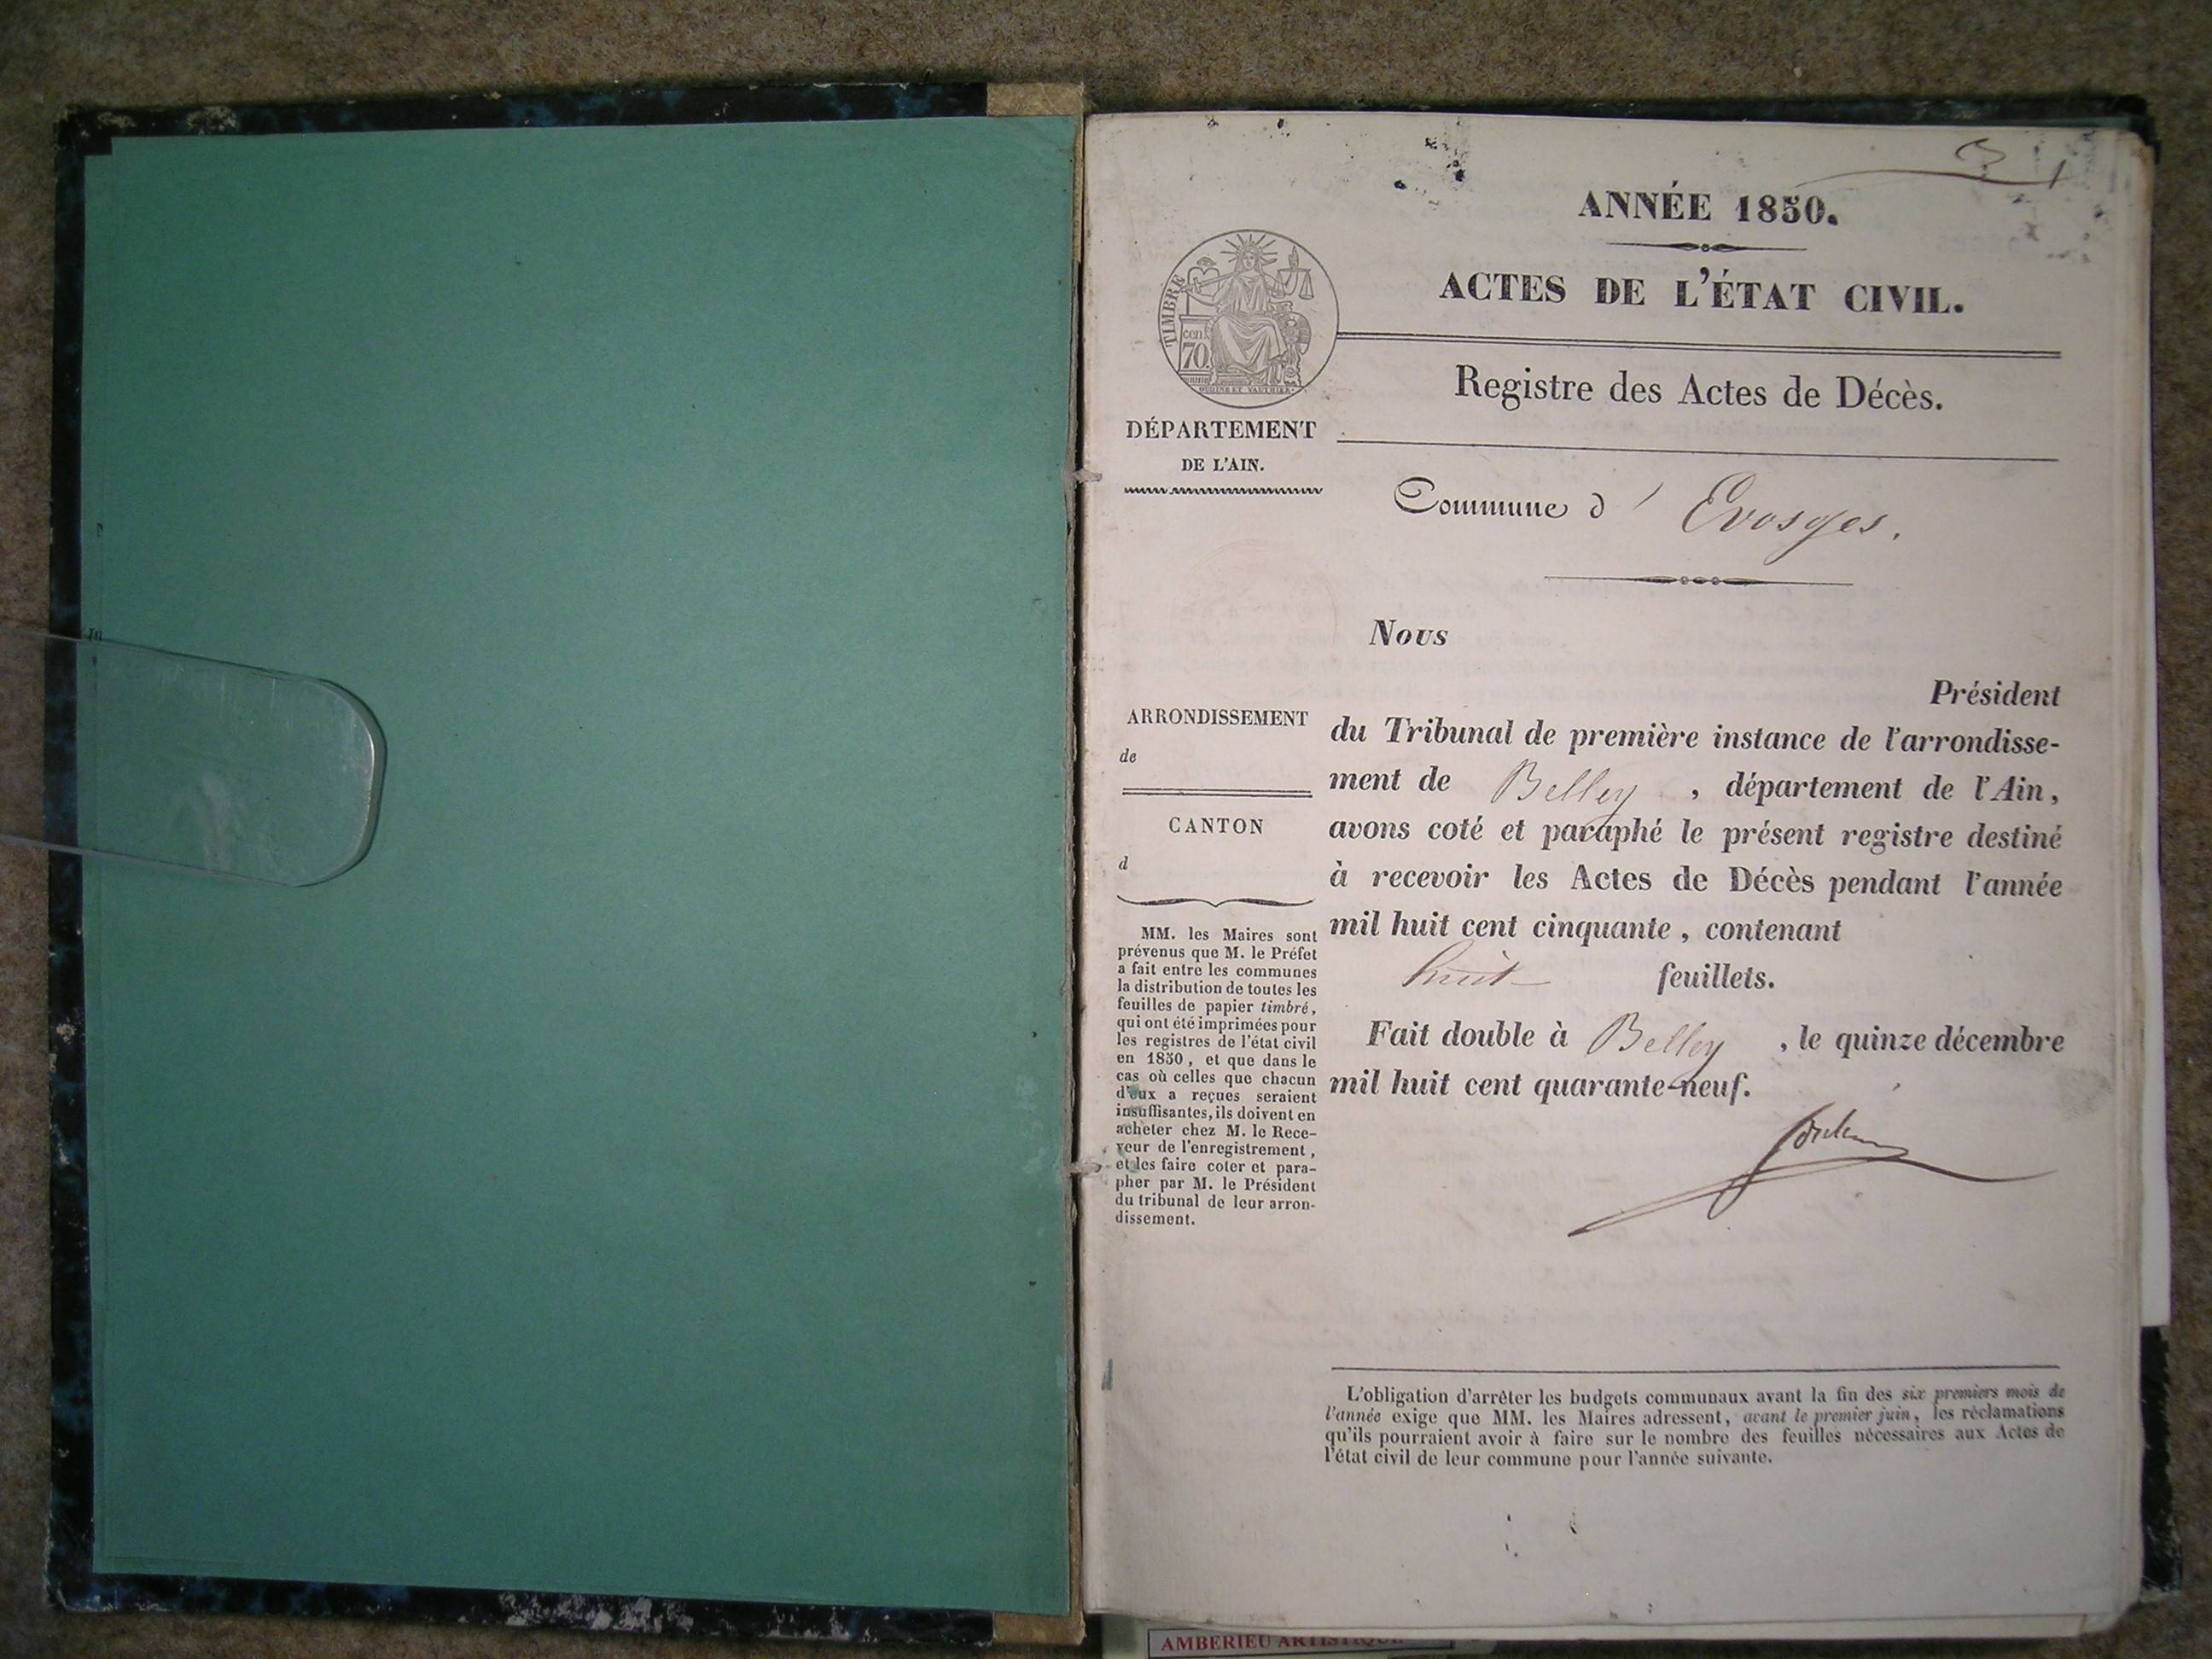 ANNÉE 1850.
ACTES DE L'ÉTAT CIVIL.
TIMBRE
cen.
70.
OUDINÉ ET VAUTHIER
Registre des Actes de Décès.
DÉPARTEMENT
DE L'AIN.
Commune d' Evosges.
Nous
Président
du Tribunal de première instance de l'arrondisse-
ment de Belley , département de l'Ain,
avons coté et paraphé le présent registre destiné
à recevoir les Actes de Décès pendant l'année
mil huit cent cinquante, contenant
huit feuillets.
Fait double à Belley , le quinze décembre
mil huit cent quarante-neuf.
ARRONDISSEMENT
de
CANTON
d
MM. les Maires sont
prévenus que M. le Préfet
a fait entre les communes
la distribution de toutes les
feuilles de papier timbré,
qui ont été imprimées pour
les registres de l'état civil
en 1850, et que dans le
cas où celles que chacun
d'eux a reçues seraient
insuffisantes, ils doivent en
acheter chez M. le Rece-
veur de l'enregistrement,
et les faire coter et para-
pher par M. le Président
du tribunal de leur arron-
dissement.
L'obligation d'arrêter les budgets communaux avant la fin des six premiers mois de
l'année exige que MM. les Maires adressent, avant le premier juin, les réclamations
qu'ils pourraient avoir à faire sur le nombre des feuilles nécessaires aux Actes de
l'état civil de leur commune pour l'année suivante.
AMBERIEU ARTISTIQUE